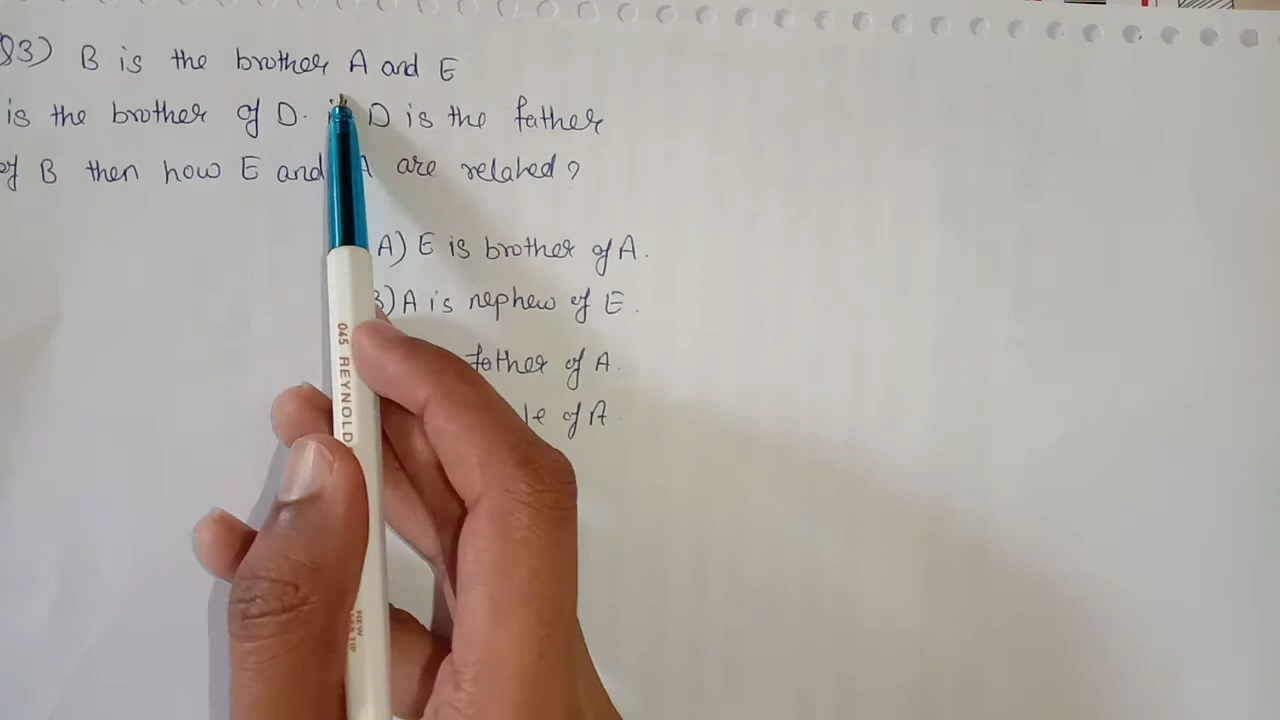 Q3) B is the brother A and E
is the brother of D. D is the father
of B then how E and A are related?
A) E is brother of A.
B) A is nephew of E.
father of A.
of A.
045 REYNOLD